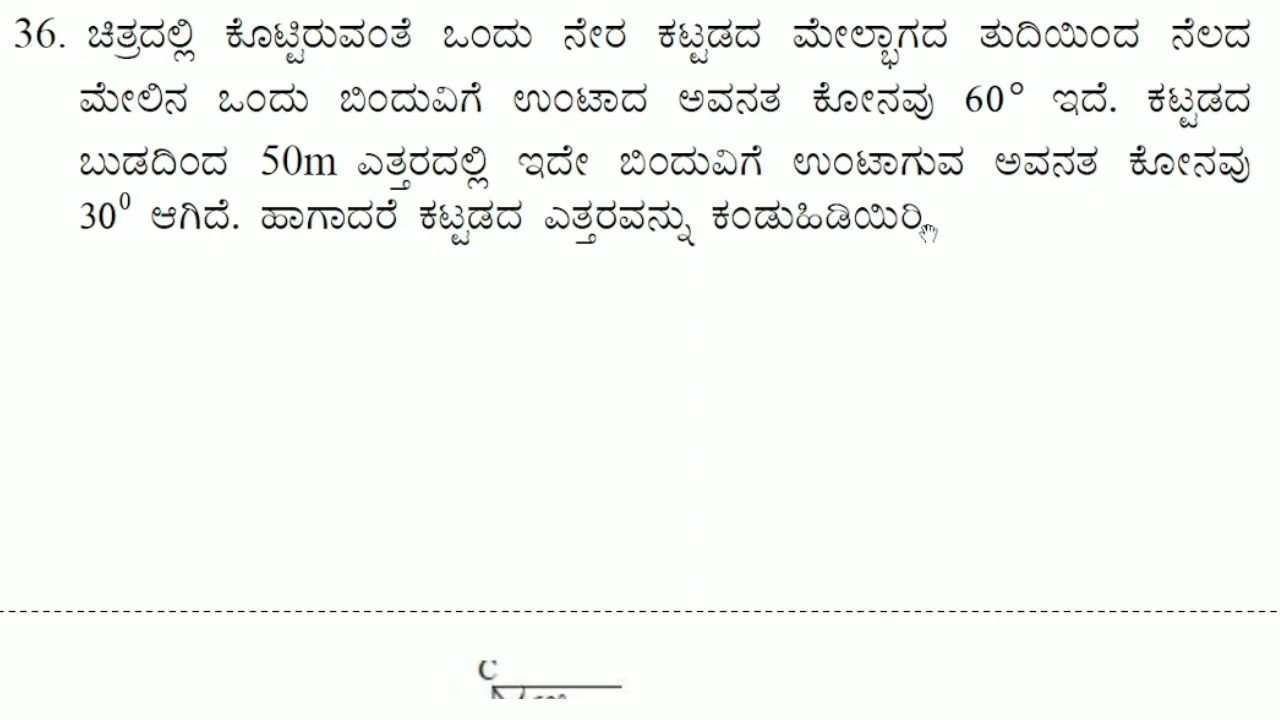 36. ಚಿತ್ರದಲ್ಲಿ ಕೊಟ್ಟಿರುವಂತೆ ಒಂದು ನೇರ ಕಟ್ಟಡದ ಮೇಲ್ಭಾಗದ ತುದಿಯಿಂದ ನೆಲದ
ಮೇಲಿನ ಒಂದು ಬಿಂದುವಿಗೆ ಉಂಟಾದ ಅವನತ ಕೋನವು 60° ಇದೆ. ಕಟ್ಟಡದ
ಬುಡದಿಂದ 50m ಎತ್ತರದಲ್ಲಿ ಇದೇ ಬಿಂದುವಿಗೆ ಉಂಟಾಗುವ ಅವನತ ಕೋನವು
30⁰ ಆಗಿದೆ. ಹಾಗಾದರೆ ಕಟ್ಟಡದ ಎತ್ತರವನ್ನು ಕಂಡುಹಿಡಿಯಿರಿ
C